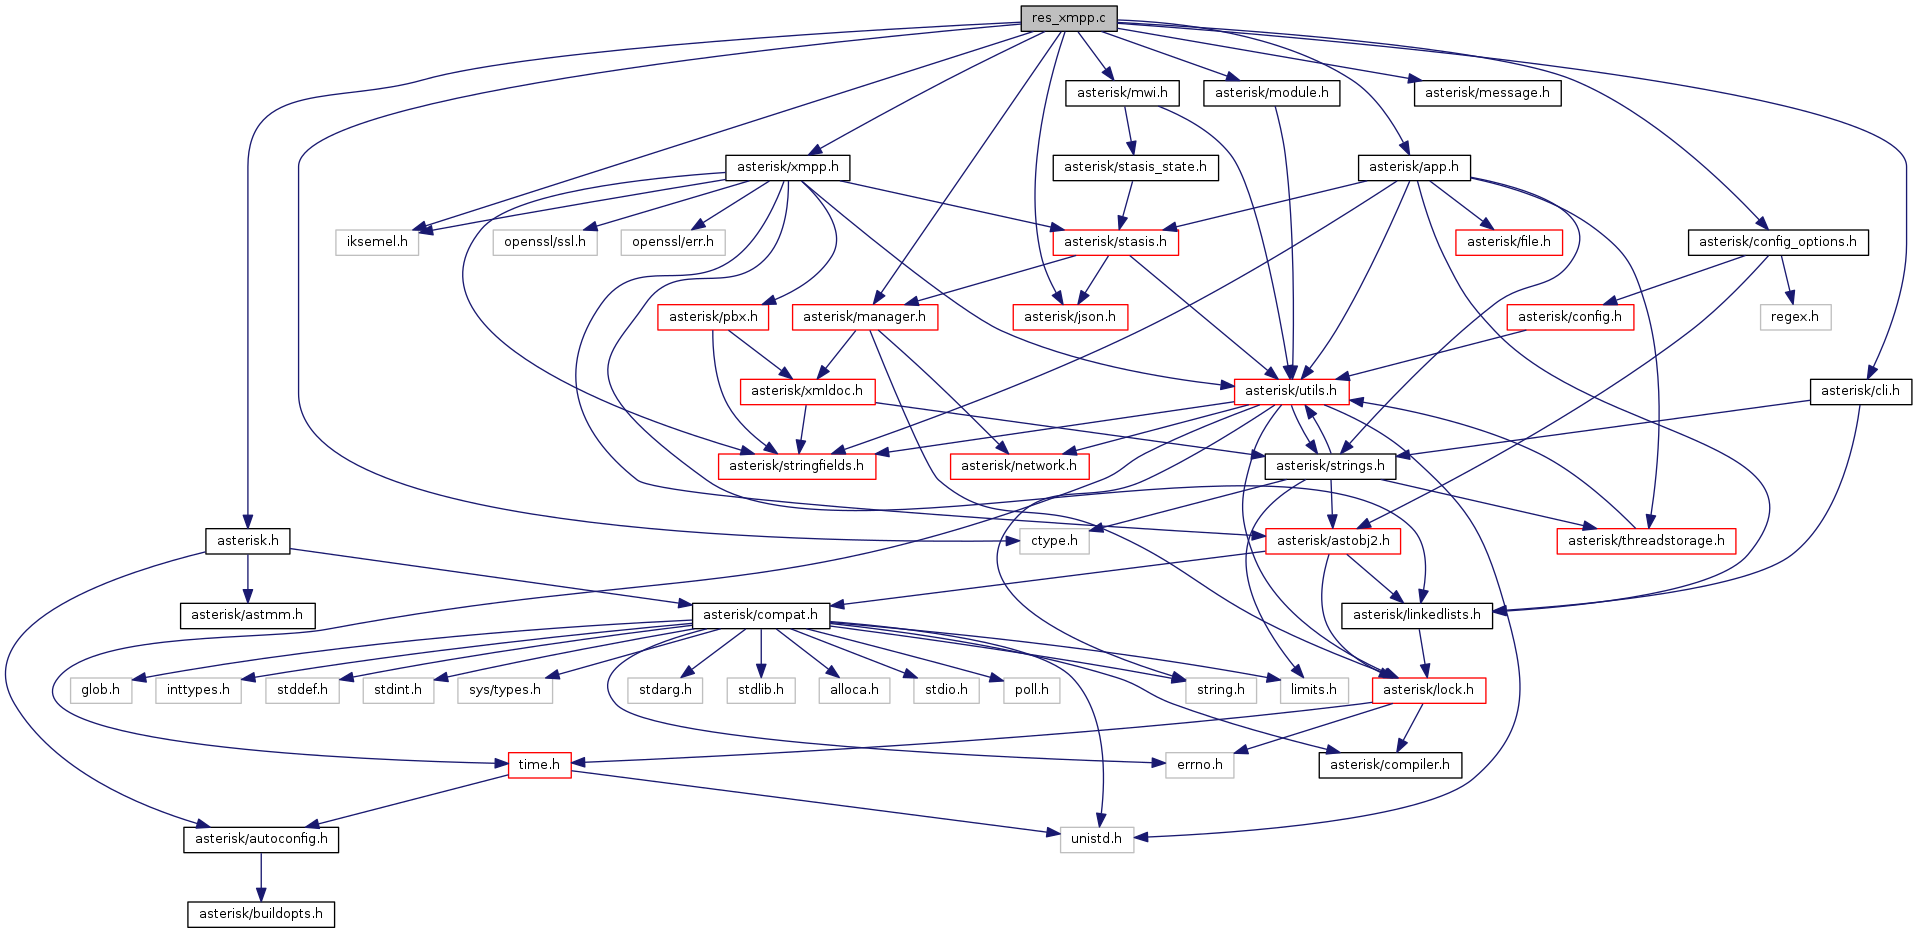 res_xmpp.c
asterisk/mwi.h
asterisk/module.h
asterisk/message.h
asterisk/xmpp.h
asterisk/stasis_state.h
asterisk/app.h
iksemel.h
openssl/ssl.h
openssl/err.h
asterisk/stasis.h
asterisk/file.h
asterisk/config_options.h
asterisk/pbx.h
asterisk/manager.h
asterisk/json.h
asterisk/config.h
regex.h
asterisk/xmldoc.h
asterisk/utils.h
asterisk/cli.h
asterisk/stringfields.h
asterisk/network.h
asterisk/strings.h
asterisk.h
ctype.h
asterisk/astobj2.h
asterisk/threadstorage.h
asterisk/astmm.h
asterisk/compat.h
asterisk/linkedlists.h
glob.h
inttypes.h
stddef.h
stdint.h
sys/types.h
stdarg.h
stdlib.h
alloca.h
stdio.h
poll.h
string.h
limits.h
asterisk/lock.h
time.h
errno.h
asterisk/compiler.h
asterisk/autoconfig.h
unistd.h
asterisk/buildopts.h